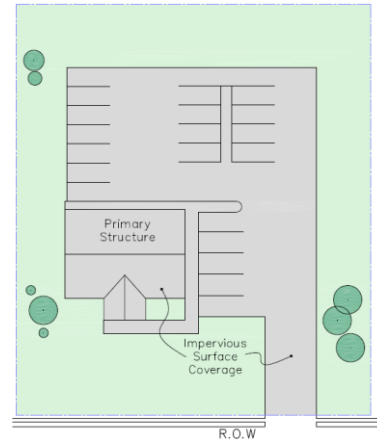 Primary
Structure
Impervious
Surface
Coverage
R.O.W